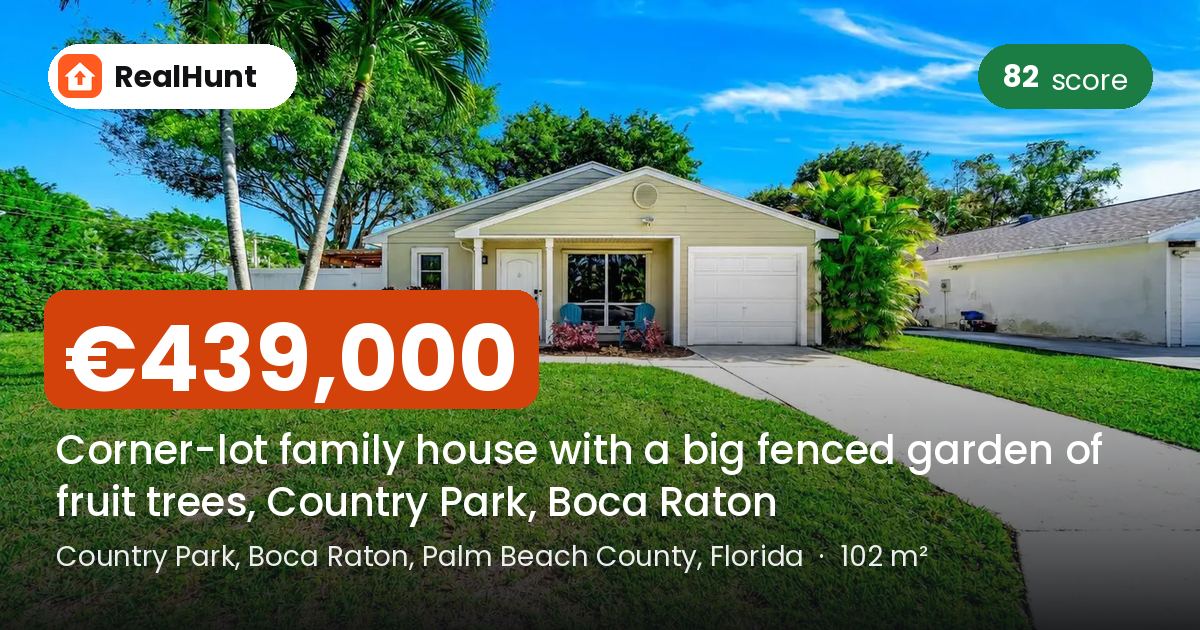 RealHunt
82 score
€439,000
Corner-lot family house with a big fenced garden of
fruit trees, Country Park, Boca Raton
Country Park, Boca Raton, Palm Beach County, Florida · 102 m²